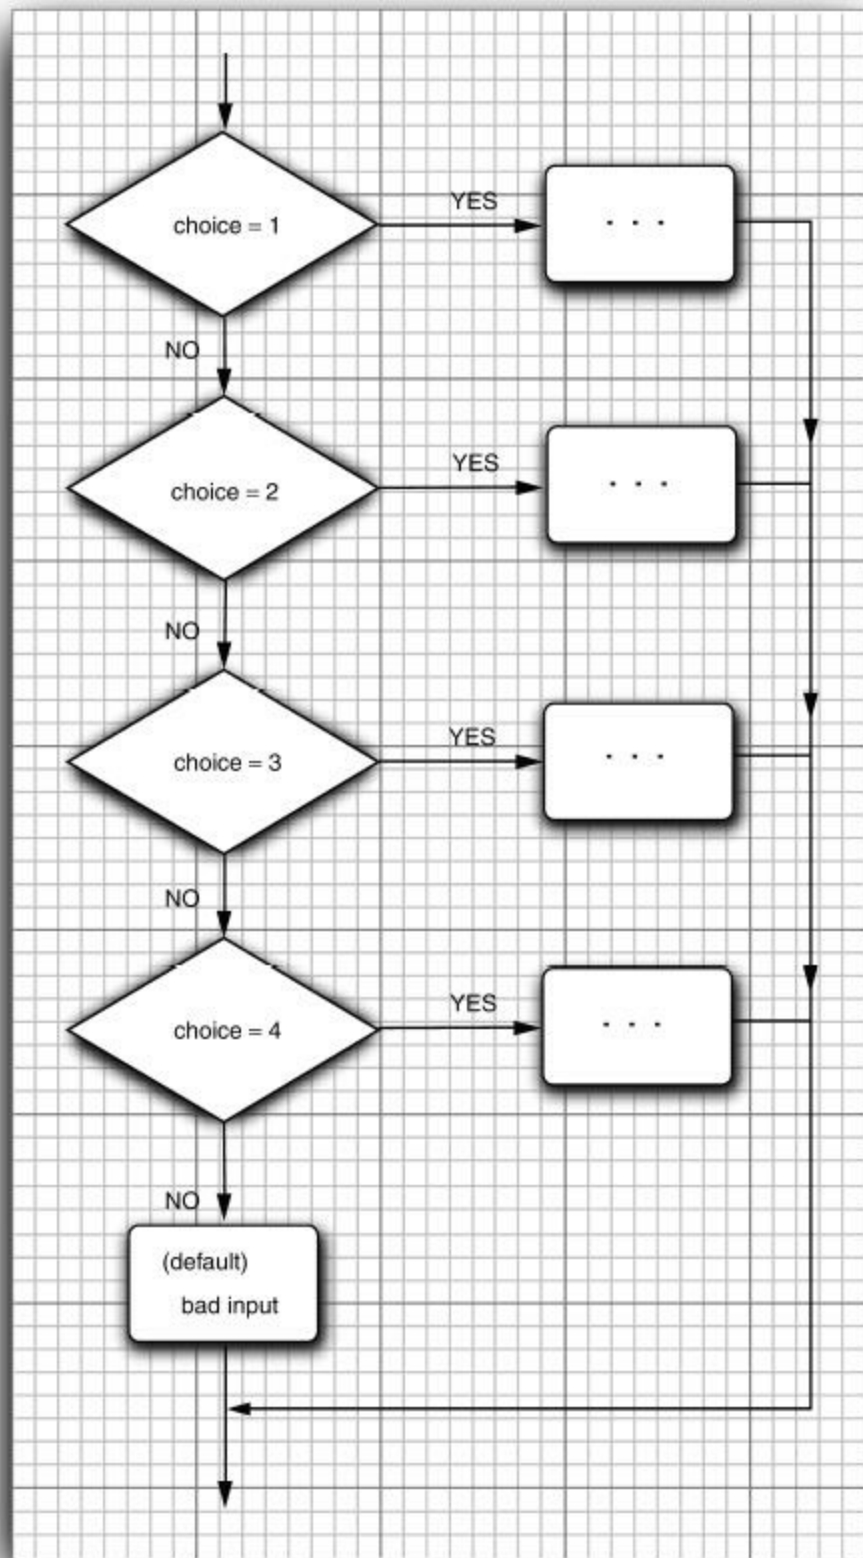 choice = 1
YES
. . .
NO
choice = 2
YES
. . .
NO
choice = 3
YES
. . .
NO
choice = 4
YES
. . .
NO
(default)
bad input